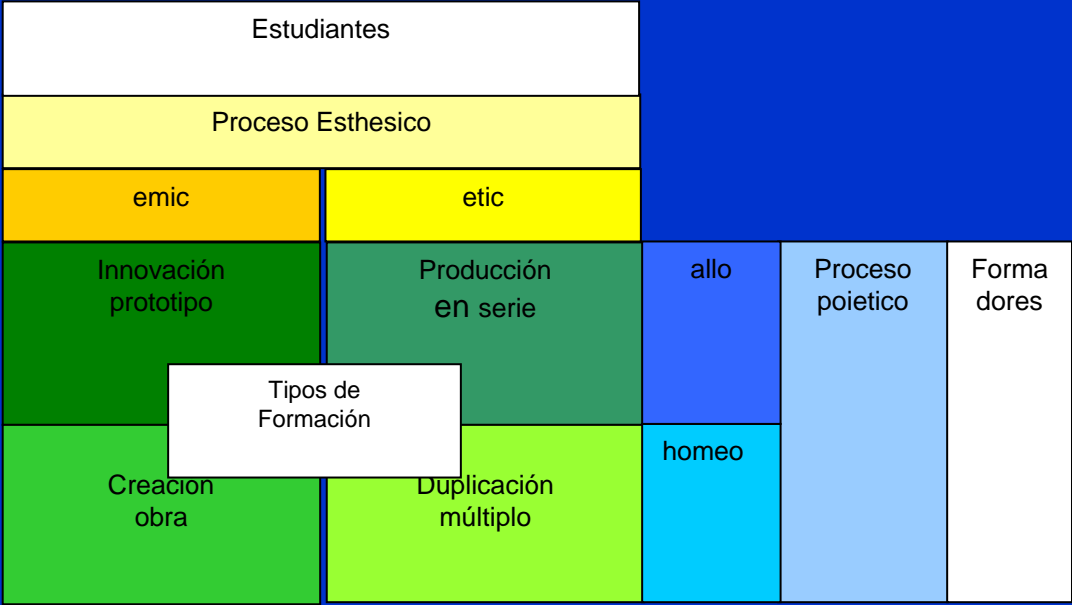 Estudiantes
Proceso Esthesico
emic
etic
Innovación
prototipo
Producción
en serie
allo
Proceso
poietico
Forma
dores
Tipos de
Formación
homeo
Creación
obra
Duplicación
múltiplo